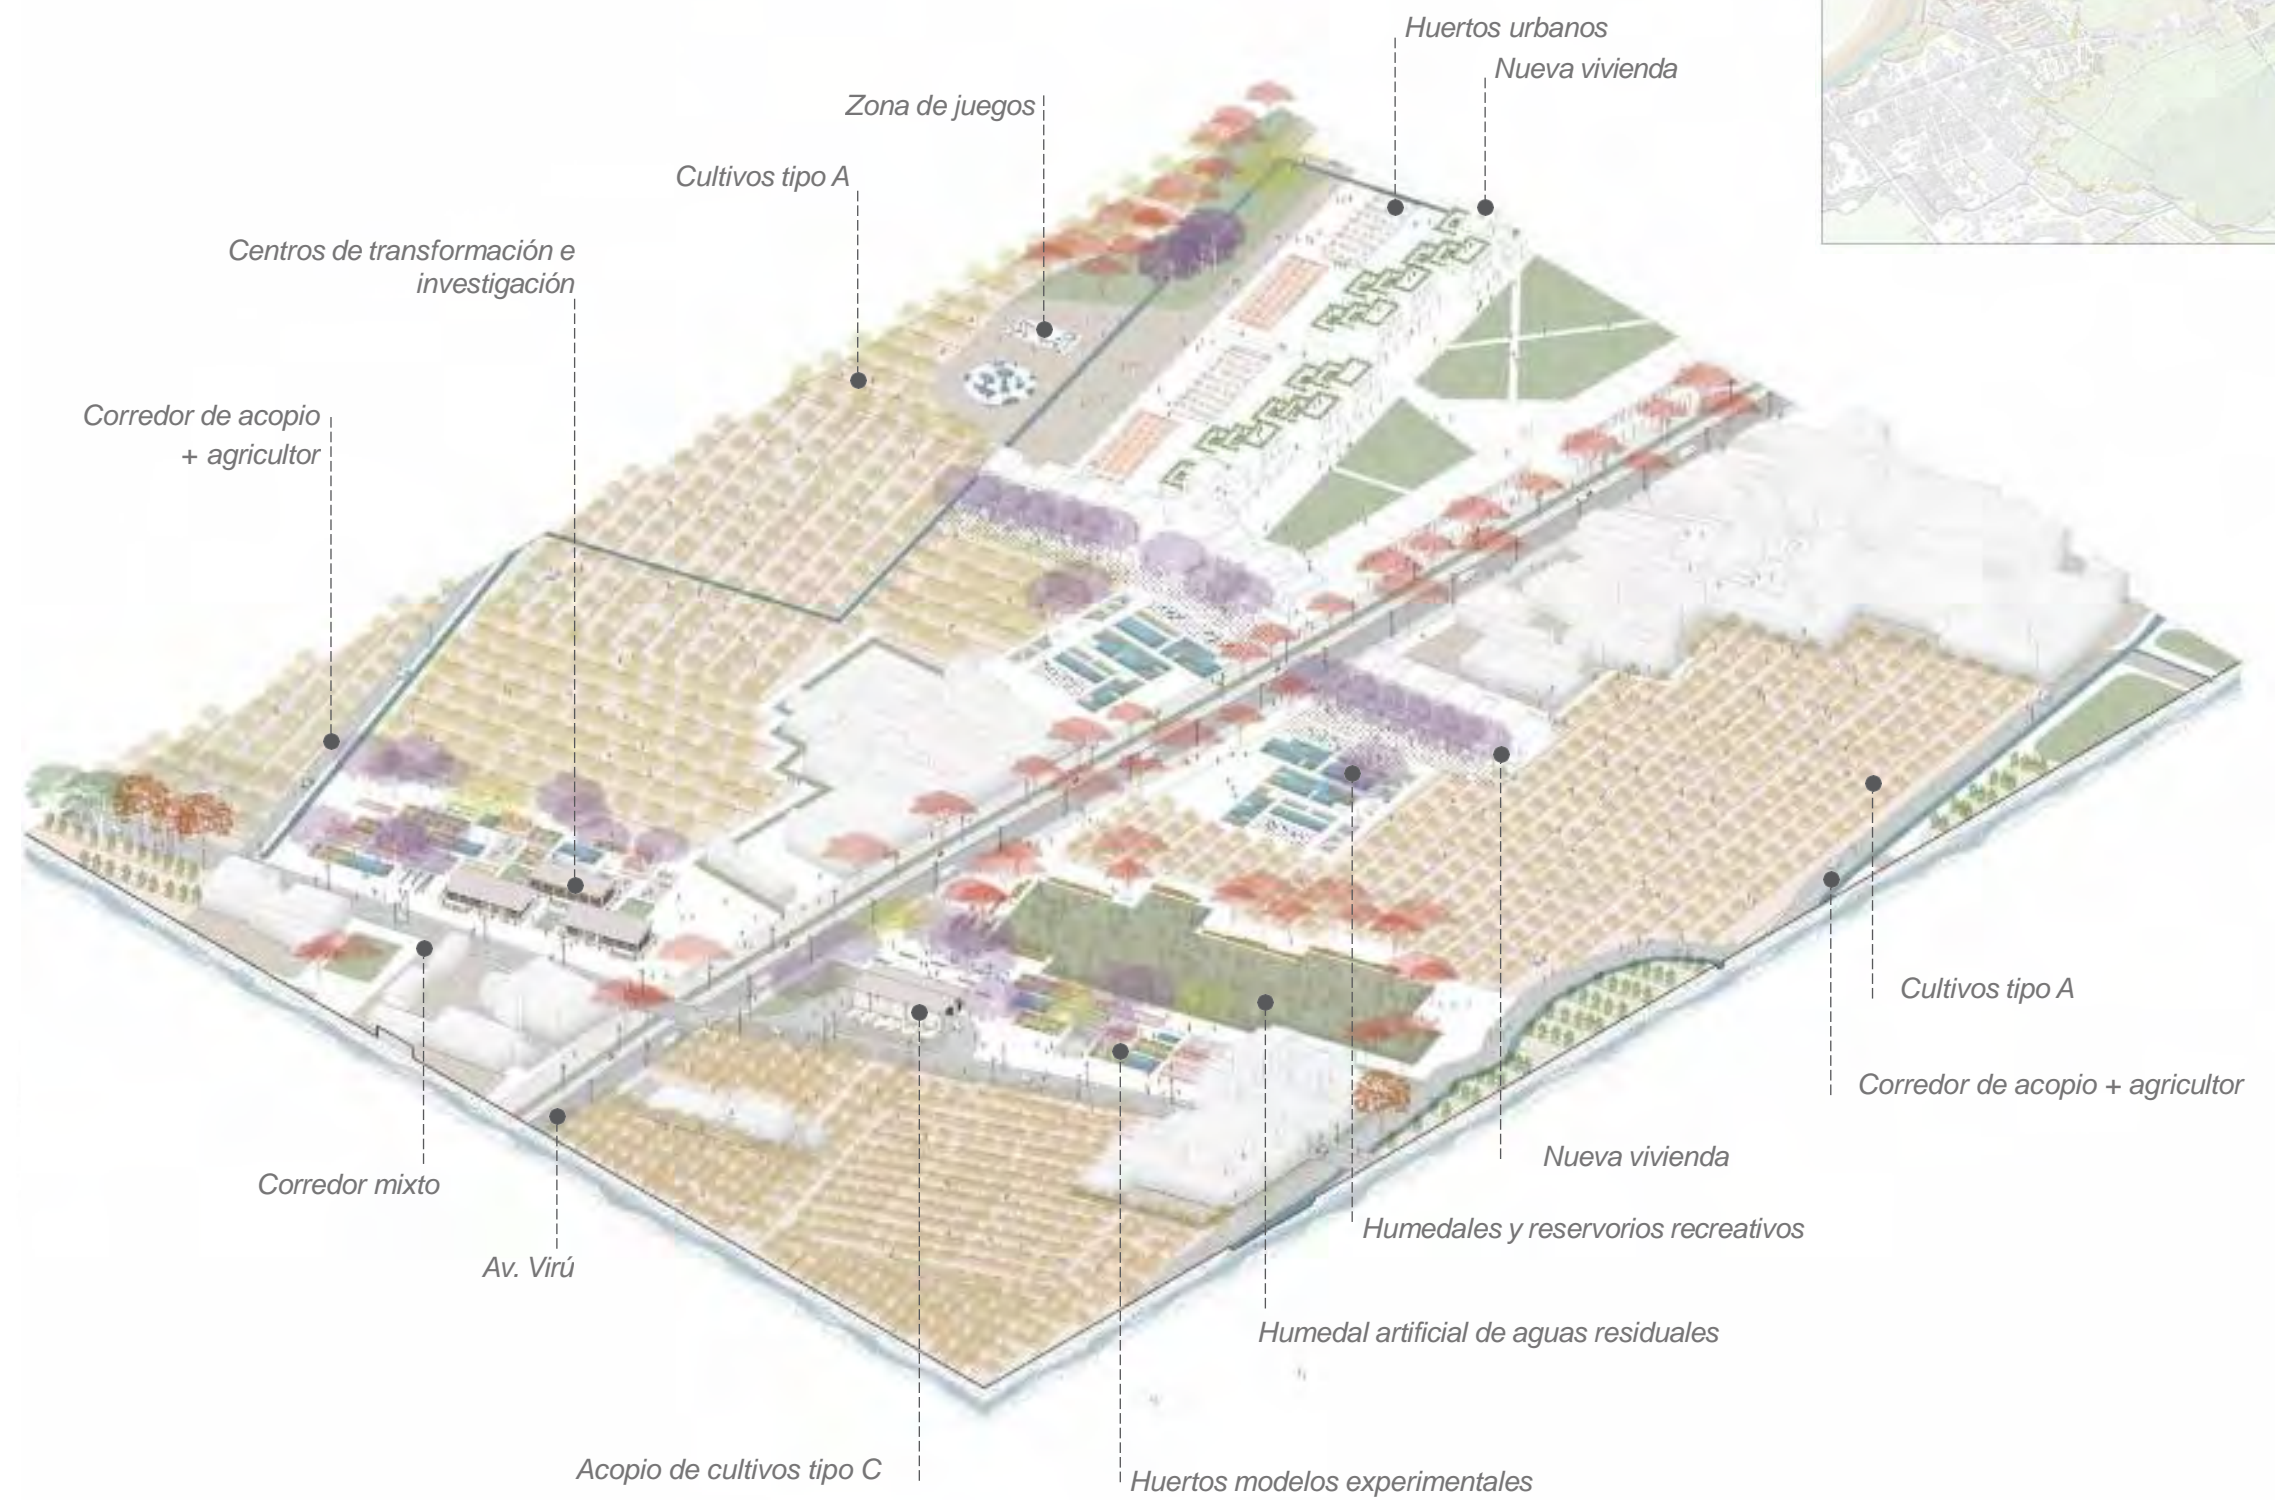 Huertos urbanos
Nueva vivienda
Zona de juegos
Cultivos tipo A
Centros de transformación e
investigación
Corredor de acopio
+ agricultor
Cultivos tipo A
Corredor de acopio + agricultor
Nueva vivienda
Corredor mixto
Humedales y reservorios recreativos
Av. Virú
Humedal artificial de aguas residuales
Acopio de cultivos tipo C
Huertos modelos experimentales